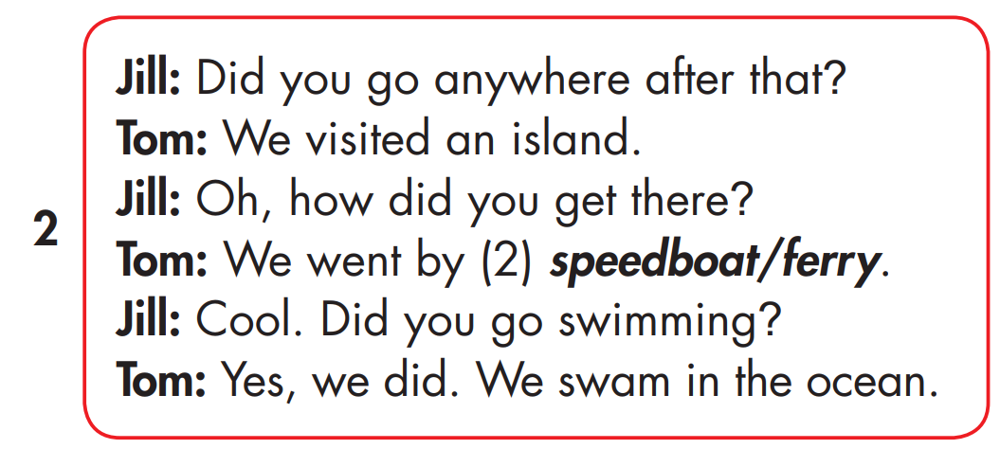 Jill: Did you go anywhere after that?
Tom: We visited an island.
Jill: Oh, how did you get there?
2
Tom: We went by (2) speedboat/ferry.
Jill: Cool. Did you go swimming?
Tom: Yes, we did. We swam in the ocean.